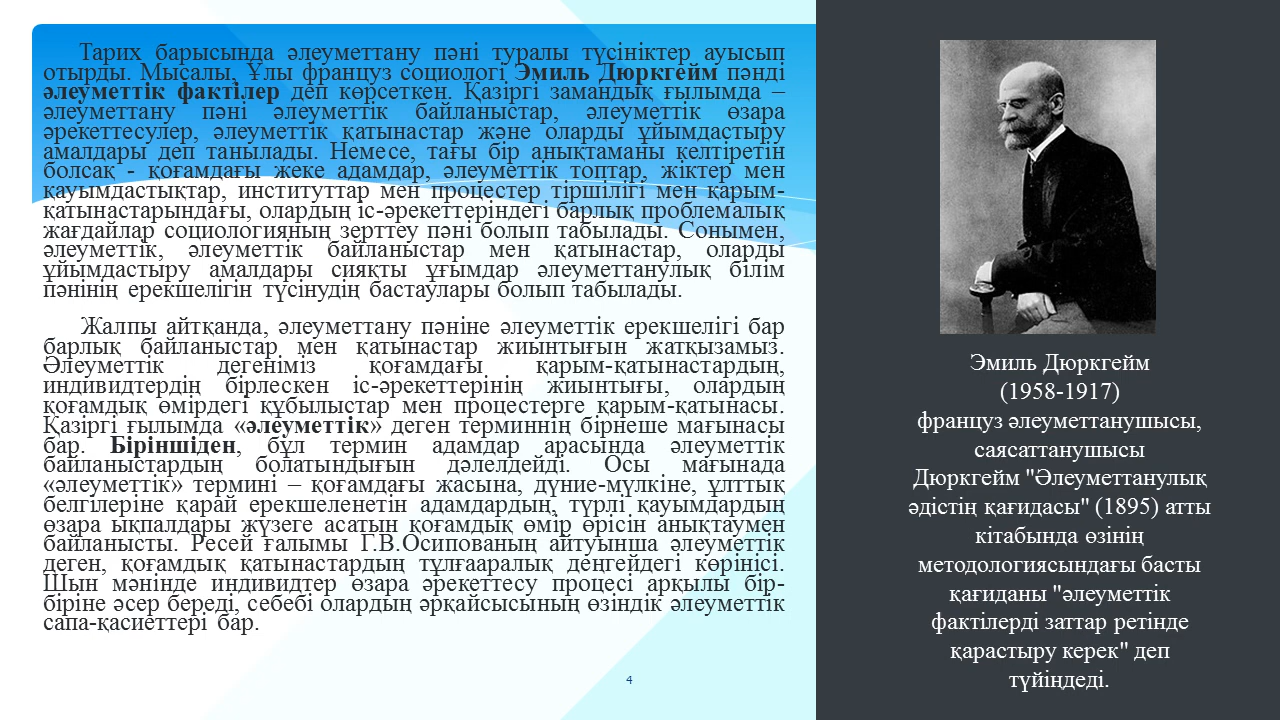 Тарих барысында әлеуметтану пәні туралы түсініктер ауысып
отырды. Мысалы, Ұлы француз социологі Эмиль Дюркгейм пәнді
әлеуметтік фактілер деп көрсеткен. Қазіргі замандық ғылымда –
әлеуметтану пәні әлеуметтік байланыстар, әлеуметтік өзара
әрекеттесулер, әлеуметтік қатынастар және оларды ұйымдастыру
амалдары деп танылады. Немесе, тағы бір анықтаманы келтіретін
болсақ - қоғамдағы жеке адамдар, әлеуметтік топтар, жіктер мен
қауымдастықтар, институттар мен процестер тіршілігі мен қарым-
қатынастарындағы, олардың іс-әрекеттеріндегі барлық проблемалық
жағдайлар социологияның зерттеу пәні болып табылады. Сонымен,
әлеуметтік, әлеуметтік байланыстар мен қатынастар, оларды
ұйымдастыру амалдары сияқты ұғымдар әлеуметтанулық білім
пәнінің ерекшелігін түсінудің бастаулары болып табылады.
Жалпы айтқанда, әлеуметтану пәніне әлеуметтік ерекшелігі бар
барлық байланыстар мен қатынастар жиынтығын жатқызамыз.
Әлеуметтік дегеніміз қоғамдағы қарым-қатынастардың,
индивидтердің бірлескен іс-әрекеттерінің жиынтығы, олардың
қоғамдық өмірдегі құбылыстар мен процестерге қарым-қатынасы.
Қазіргі ғылымда «әлеуметтік» деген терминнің бірнеше мағынасы
бар. Біріншіден, бұл термин адамдар арасында әлеуметтік
байланыстардың болатындығын дәлелдейді. Осы мағынада
«әлеуметтік» термині – қоғамдағы жасына, дүние-мүлкіне, ұлттық
белгілеріне қарай ерекшеленетін адамдардың, түрлі қауымдардың
өзара ықпалдары жүзеге асатын қоғамдық өмір өрісін анықтаумен
байланысты. Ресей ғалымы Г.В.Осипованың айтуынша әлеуметтік
деген, қоғамдық қатынастардың тұлғааралық деңгейдегі көрінісі.
Шын мәнінде индивидтер өзара әрекеттесу процесі арқылы бір-
біріне әсер береді, себебі олардың әрқайсысының өзіндік әлеуметтік
сапа-қасиеттері бар.
4
Эмиль Дюркгейм
(1958-1917)
француз әлеуметтанушысы,
саясаттанушысы
Дюркгейм "Әлеуметтанулық
әдістің қағидасы" (1895) атты
кітабында өзінің
методологиясындағы басты
қағиданы "әлеуметтік
фактілерді заттар ретінде
қарастыру керек" деп
түйіндеді.